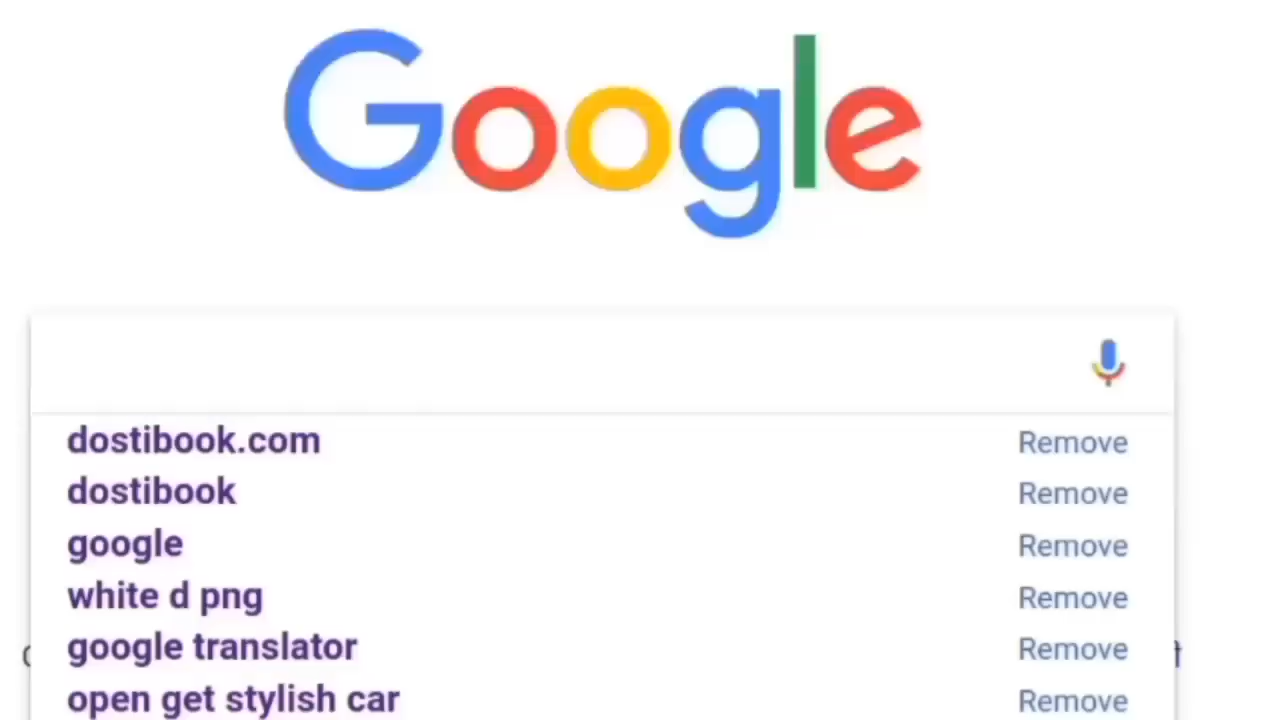 Google
dostibook.com Remove
dostibook Remove
google Remove
white d png Remove
google translator Remove
open get stylish car Remove